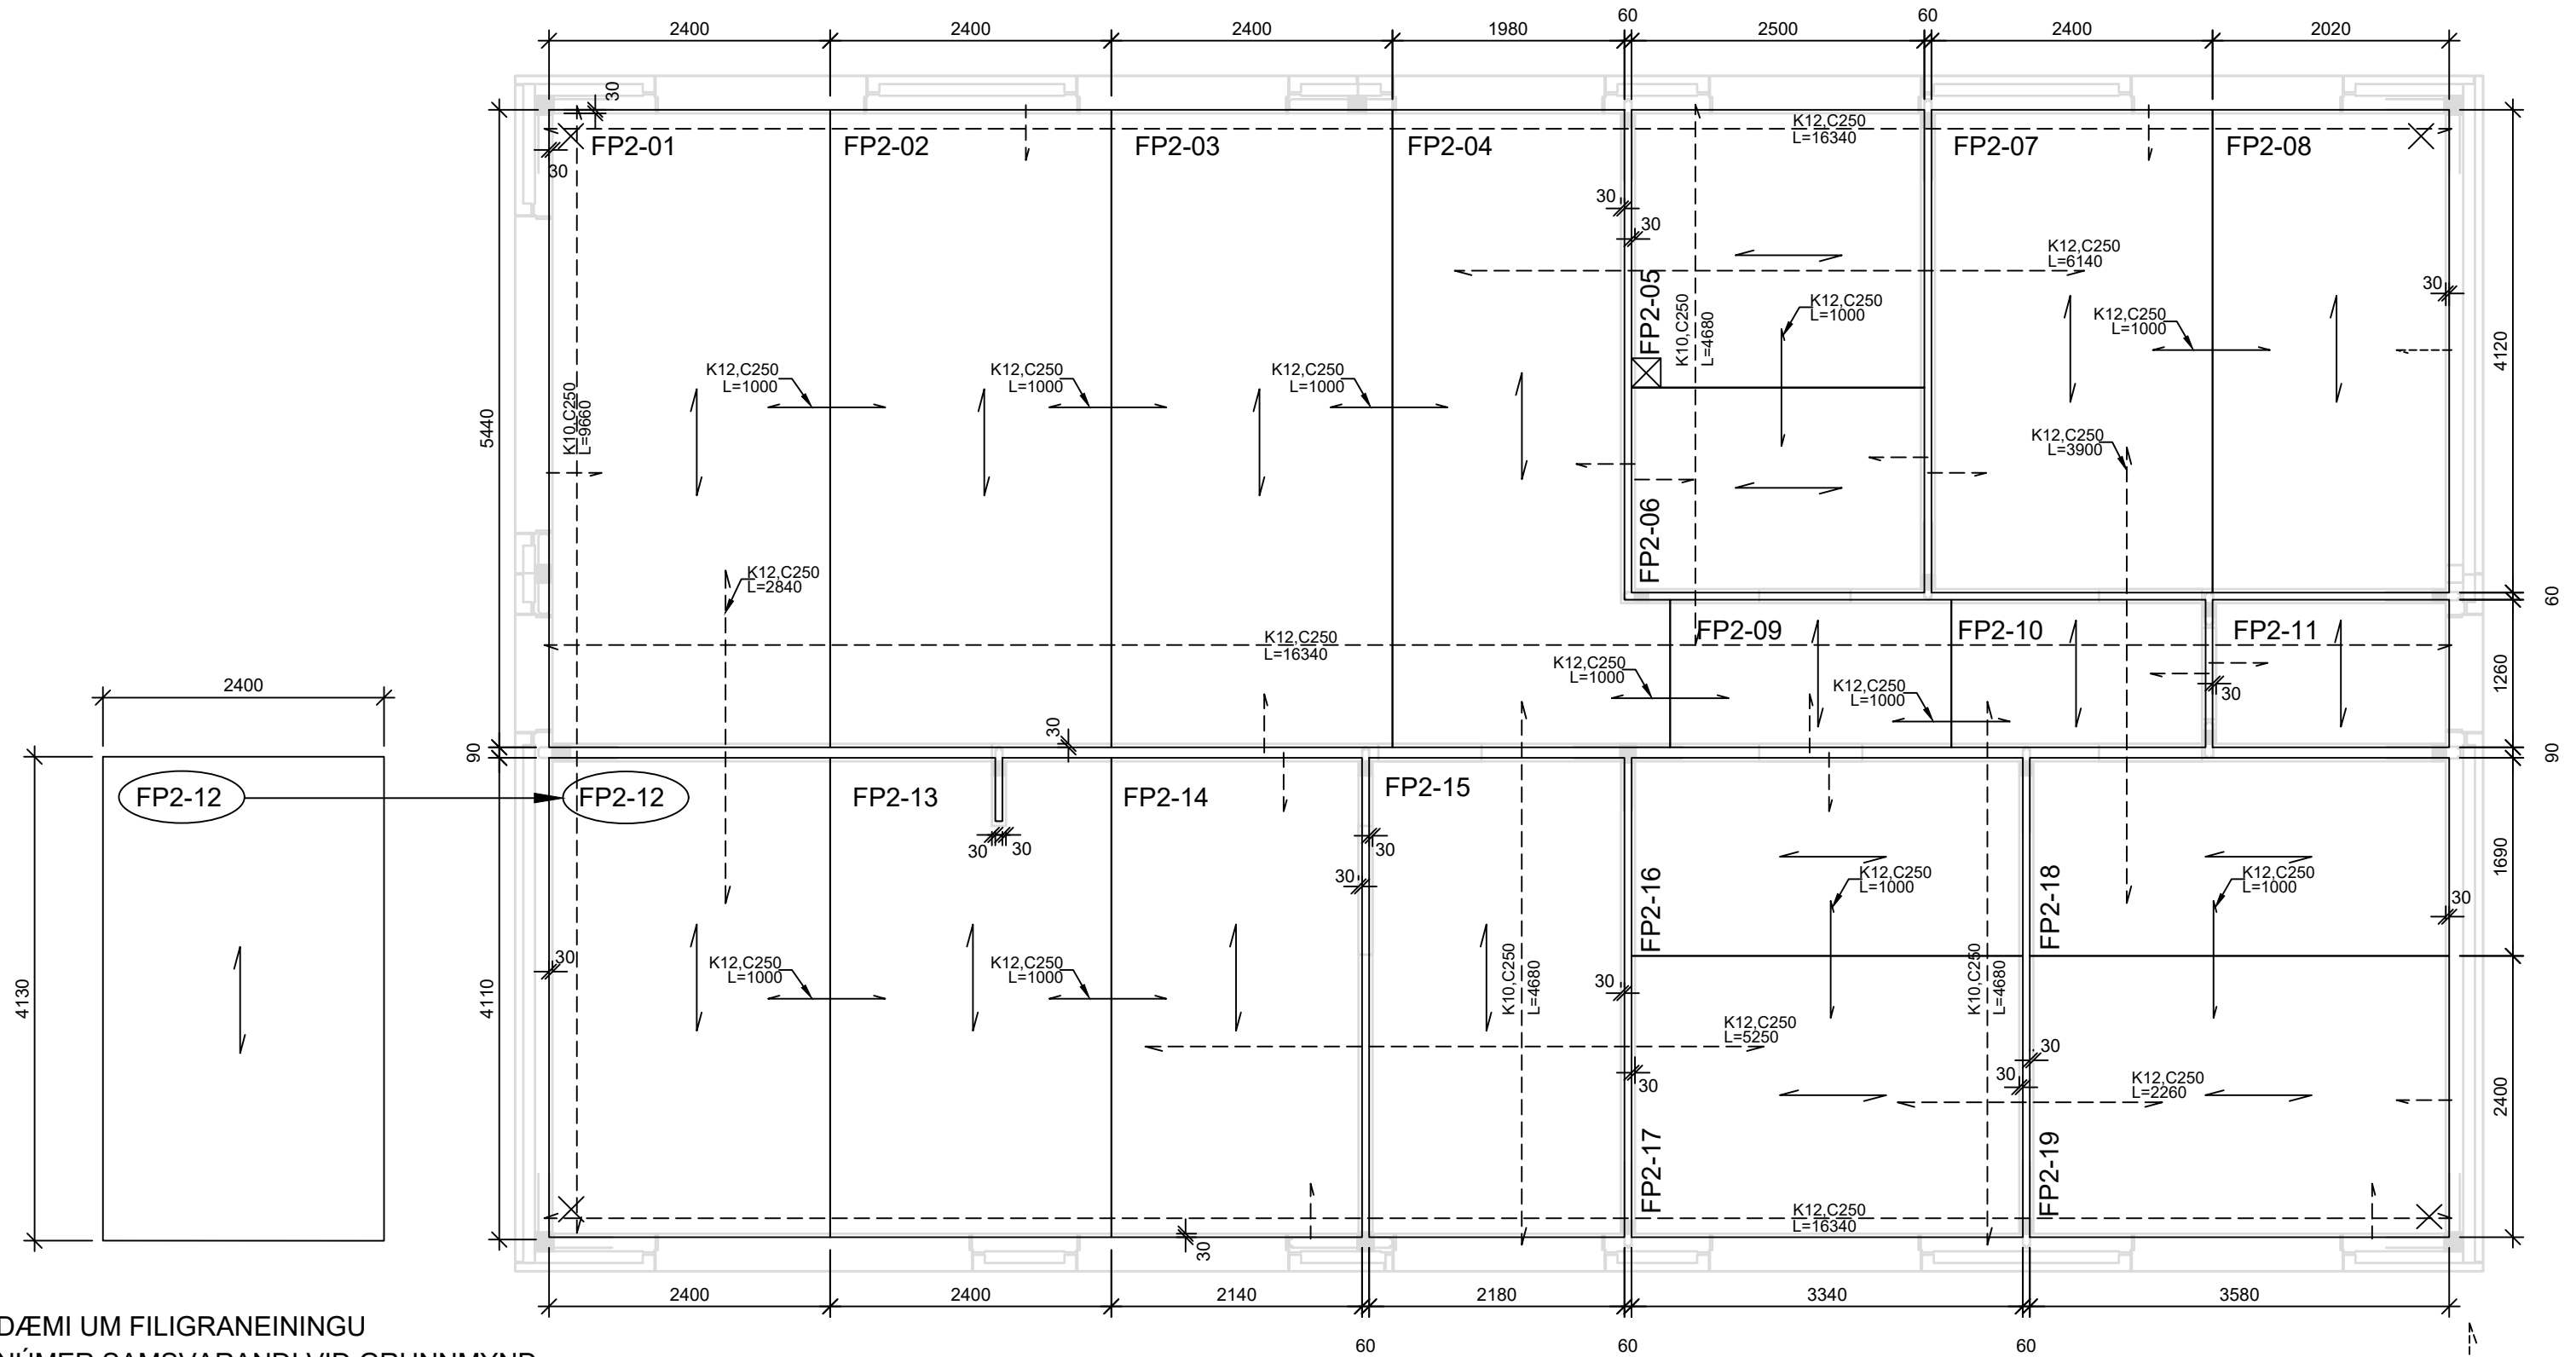 60
60
2400
2400
2400
1980
2500
2400
2020
30
30
FP2-01
FP2-02
FP2-03
FP2-04
K12,C250
L=16340
FP2-07
FP2-08
30
30
FP2-05
K10,C250
L=4680
K12,C250
L=6140
K12,C250
L=1000
K12,C250
L=1000
30
4120
K12,C250
L=1000
K12,C250
L=1000
K12,C250
L=1000
K10,C250
L=9660
5440
K12,C250
L=3900
FP2-06
K12,C250
L=2840
60
K12,C250
L=16340
FP2-09
FP2-10
FP2-11
K12,C250
L=1000
K12,C250
L=1000
30
1260
2400
30
90
90
FP2-12
FP2-12
FP2-13
FP2-14
FP2-15
30
30
30
30
FP2-16
K12,C250
L=1000
FP2-18
K12,C250
L=1000
1690
30
4130
4110
30
K12,C250
L=1000
K12,C250
L=1000
K10,C250
L=4680
30
K10,C250
L=4680
K12,C250
L=5250
30
30
30
K12,C250
L=2260
2400
FP2-17
FP2-19
K12,C250
L=16340
30
2400
2400
2140
2180
3340
3580
60
60
60
DÆMI UM FILIGRANEININGU
NÚMER SAMSVARANDI VIÐ GRUNNMYND